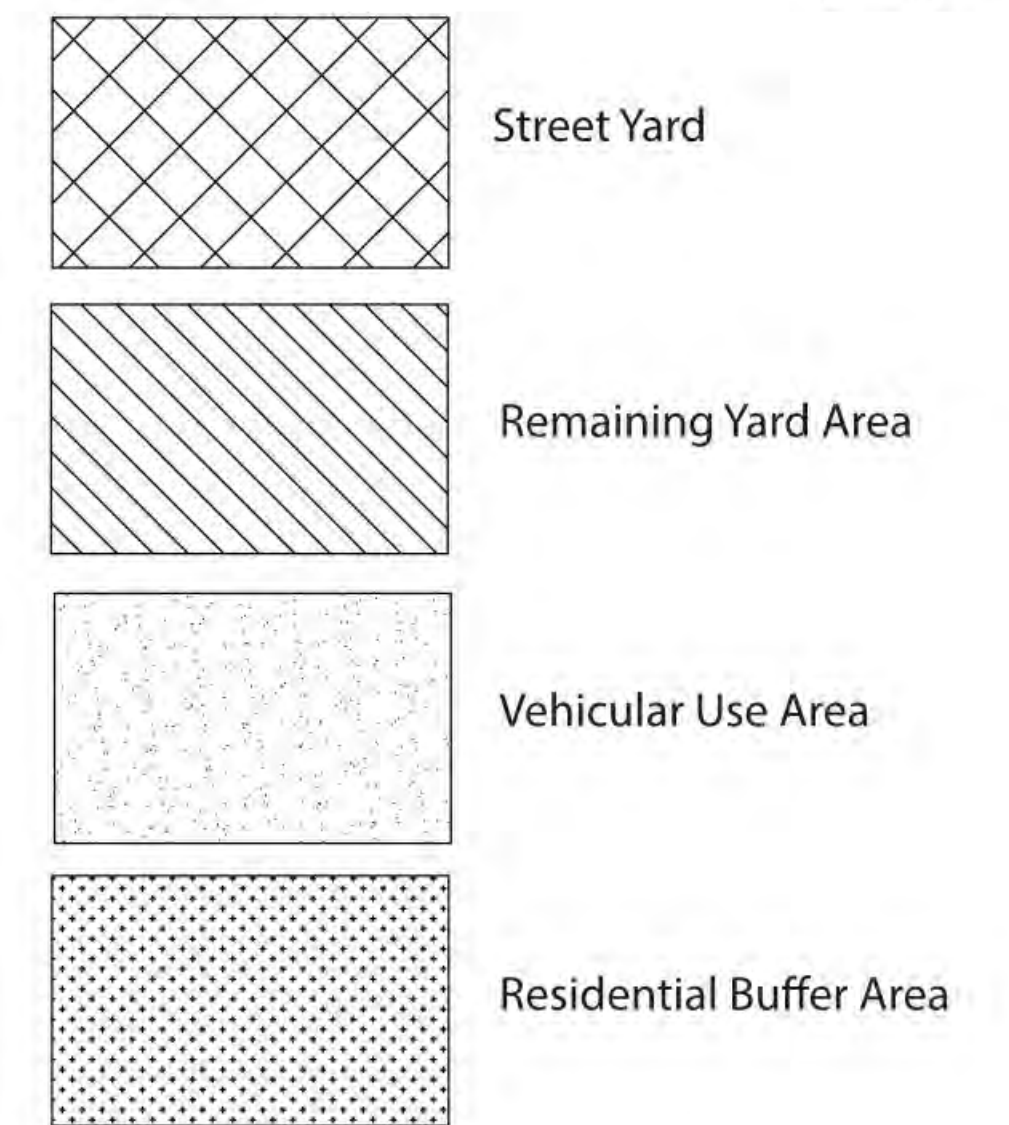 Street Yard
Remaining Yard Area
Vehicular Use Area
Residential Buffer Area